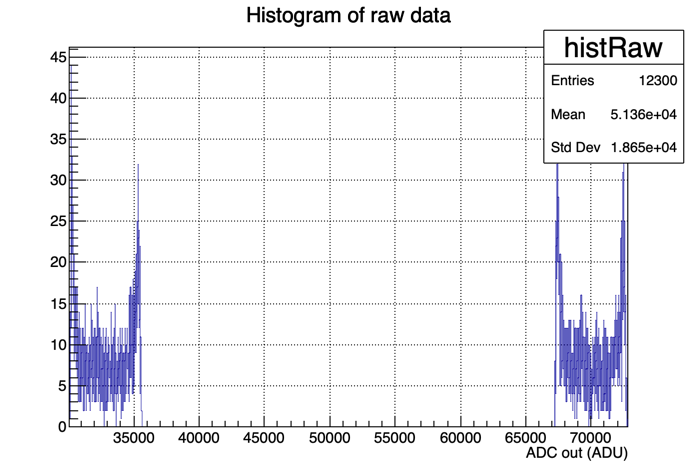 Histogram of raw data
histRaw
Entries 12300
Mean 5.136e+04
Std Dev 1.865e+04
45
40
35
30
25
20
15
10
5
0
35000 40000 45000 50000 55000 60000 65000 70000
ADC out (ADU)